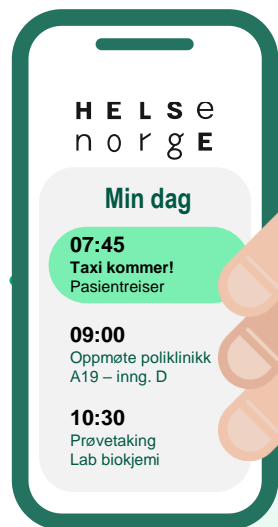 HELSe
norgE
Min dag
07:45
Taxi kommer!
Pasientreiser
09:00
Oppmøte poliklinikk
A19 – inng. D
10:30
Prøvetaking
Lab biokjemi